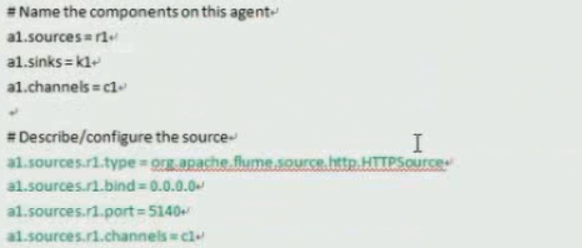 # Name the components on this agent
a1.sources = r1
a1.sinks = k1
a1.channels = c1
# Describe/configure the source
a1.sources.r1.type = org.apache.flume.source.http.HTTPSource
a1.sources.r1.bind = 0.0.0.0
a1.sources.r1.port = 5140
a1.sources.r1.channels = c1